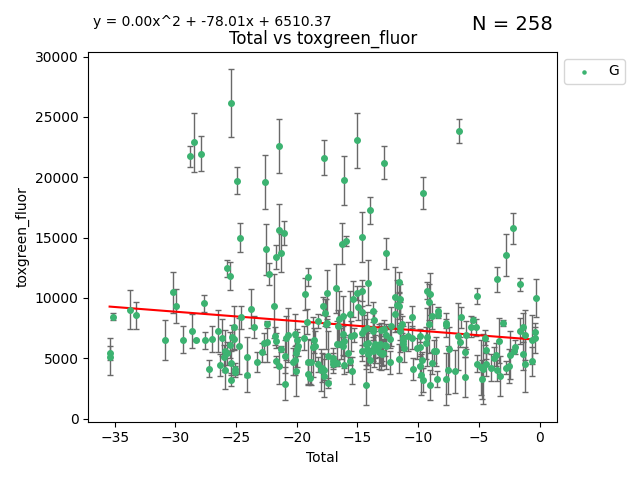 y = 0.00x^2 + -78.01x + 6510.37
N = 258
Total vs toxgreen_fluor
G
30000
25000
20000
15000
10000
5000
0
toxgreen_fluor
−35 −30 −25 −20 −15 −10 −5 0
Total